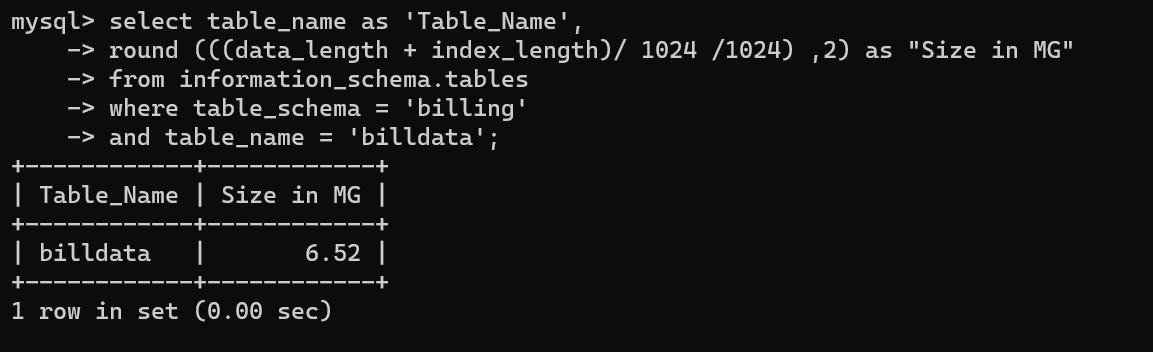 mysql> select table_name as 'Table_Name',
    -> round (((data_length + index_length)/ 1024 /1024) ,2) as "Size in MG"
    -> from information_schema.tables
    -> where table_schema = 'billing'
    -> and table_name = 'billdata';
+------------+------------+
| Table_Name | Size in MG |
+------------+------------+
| billdata   |       6.52 |
+------------+------------+
1 row in set (0.00 sec)